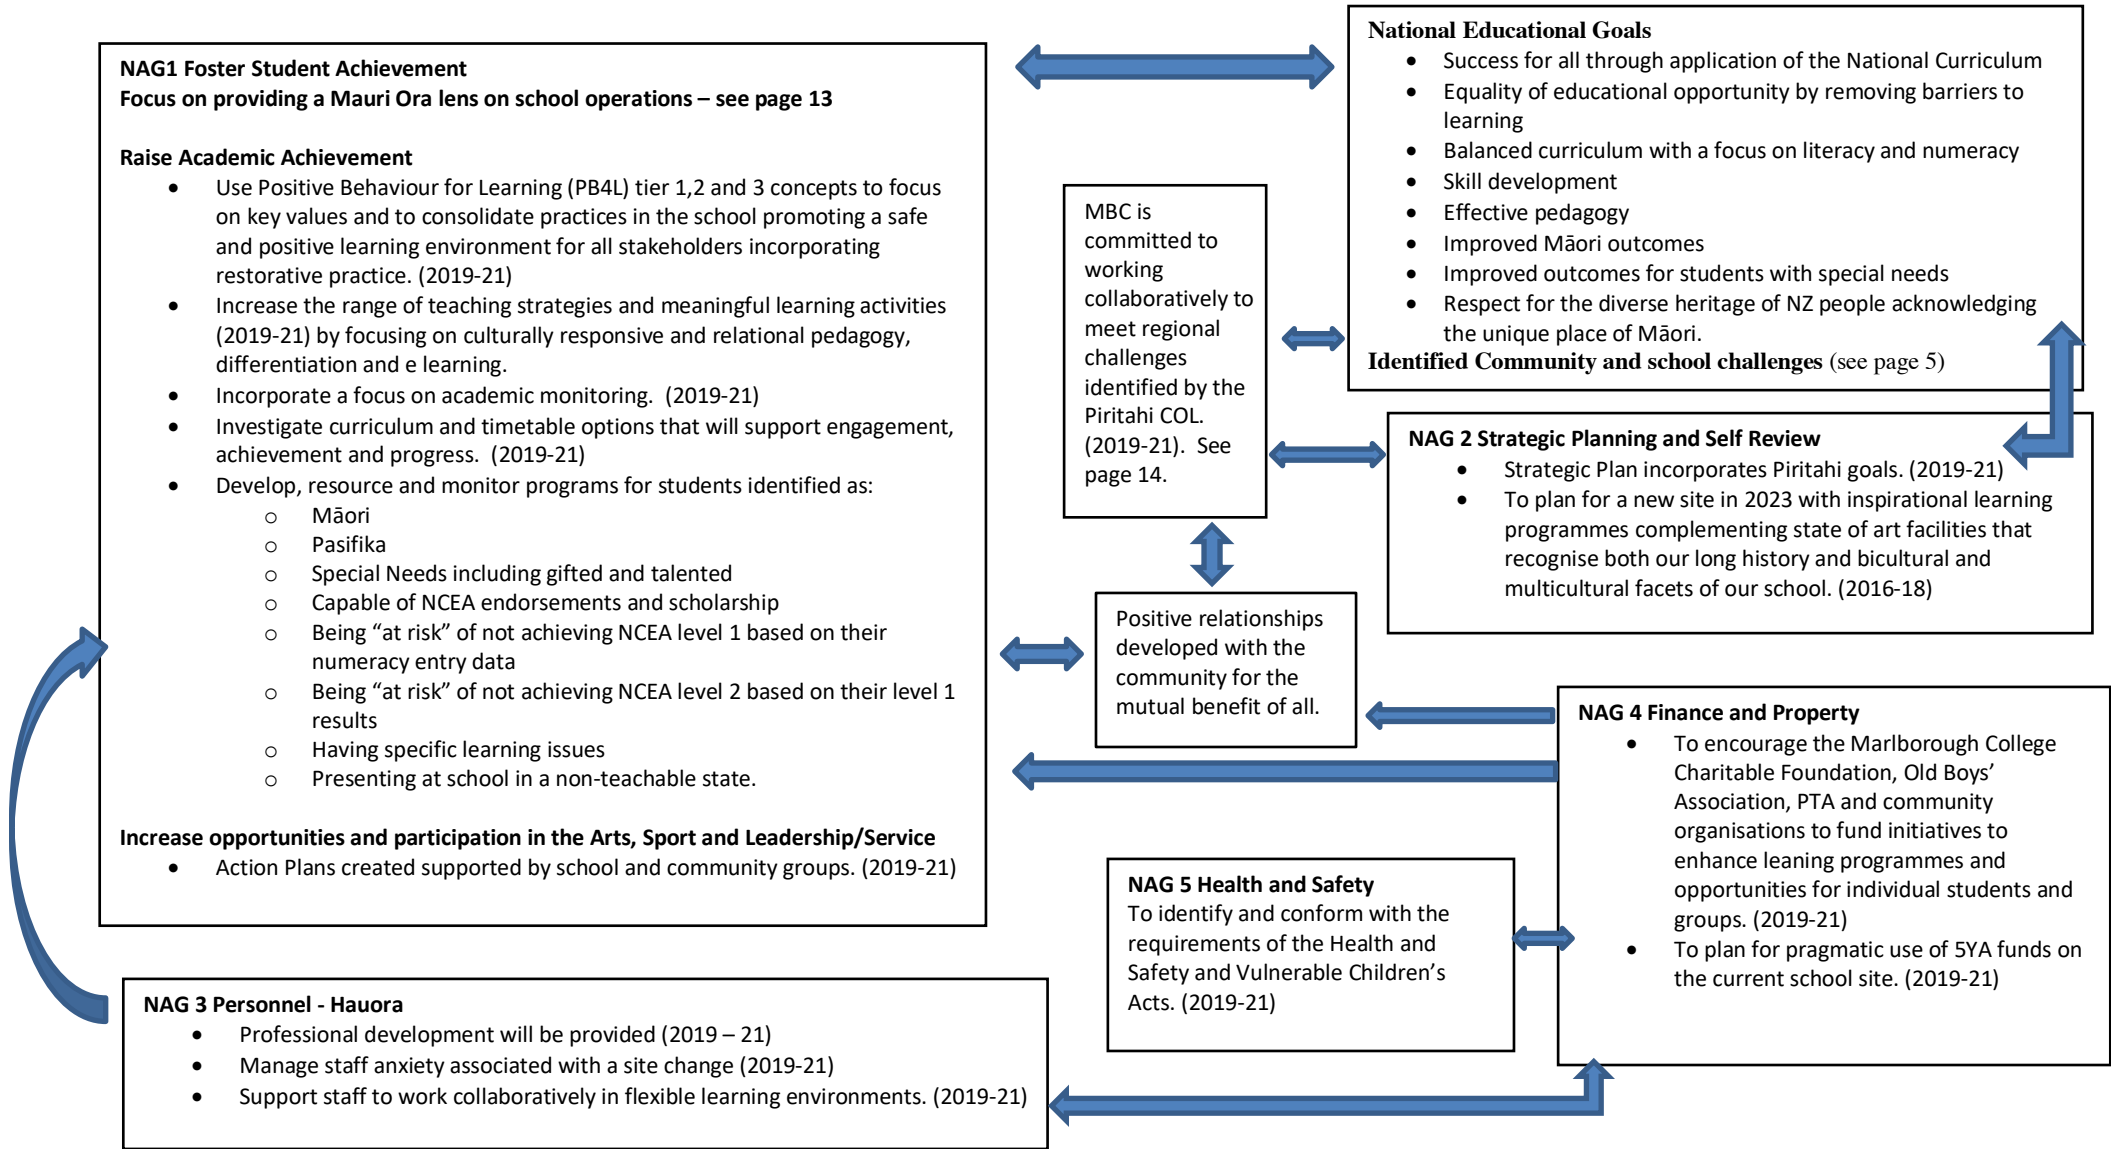 NAG1 Foster Student Achievement
Focus on providing a Mauri Ora lens on school operations – see page 13
Raise Academic Achievement
• Use Positive Behaviour for Learning (PB4L) tier 1,2 and 3 concepts to focus
on key values and to consolidate practices in the school promoting a safe
and positive learning environment for all stakeholders incorporating
restorative practice. (2019-21)
• Increase the range of teaching strategies and meaningful learning activities
(2019-21) by focusing on culturally responsive and relational pedagogy,
differentiation and e learning.
• Incorporate a focus on academic monitoring.  (2019-21)
• Investigate curriculum and timetable options that will support engagement,
achievement and progress.  (2019-21)
• Develop, resource and monitor programs for students identified as:
o Māori
o Pasifika
o Special Needs including gifted and talented
o Capable of NCEA endorsements and scholarship
o Being “at risk” of not achieving NCEA level 1 based on their
numeracy entry data
o Being “at risk” of not achieving NCEA level 2 based on their level 1
results
o Having specific learning issues
o Presenting at school in a non-teachable state.
Increase opportunities and participation in the Arts, Sport and Leadership/Service
• Action Plans created supported by school and community groups. (2019-21)
National Educational Goals
• Success for all through application of the National Curriculum
• Equality of educational opportunity by removing barriers to
learning
• Balanced curriculum with a focus on literacy and numeracy
• Skill development
• Effective pedagogy
• Improved Māori outcomes
• Improved outcomes for students with special needs
• Respect for the diverse heritage of NZ people acknowledging
the unique place of Māori.
Identified Community and school challenges (see page 5)
MBC is
committed to
working
collaboratively to
meet regional
challenges
identified by the
Piritahi COL.
(2019-21).  See
page 14.
NAG 2 Strategic Planning and Self Review
• Strategic Plan incorporates Piritahi goals. (2019-21)
• To plan for a new site in 2023 with inspirational learning
programmes complementing state of art facilities that
recognise both our long history and bicultural and
multicultural facets of our school. (2016-18)
Positive relationships
developed with the
community for the
mutual benefit of all.
NAG 4 Finance and Property
• To encourage the Marlborough College
Charitable Foundation, Old Boys’
Association, PTA and community
organisations to fund initiatives to
enhance leaning programmes and
opportunities for individual students and
groups. (2019-21)
• To plan for pragmatic use of 5YA funds on
the current school site. (2019-21)
NAG 5 Health and Safety
To identify and conform with the
requirements of the Health and
Safety and Vulnerable Children’s
Acts. (2019-21)
NAG 3 Personnel - Hauora
• Professional development will be provided (2019 – 21)
• Manage staff anxiety associated with a site change (2019-21)
• Support staff to work collaboratively in flexible learning environments. (2019-21)